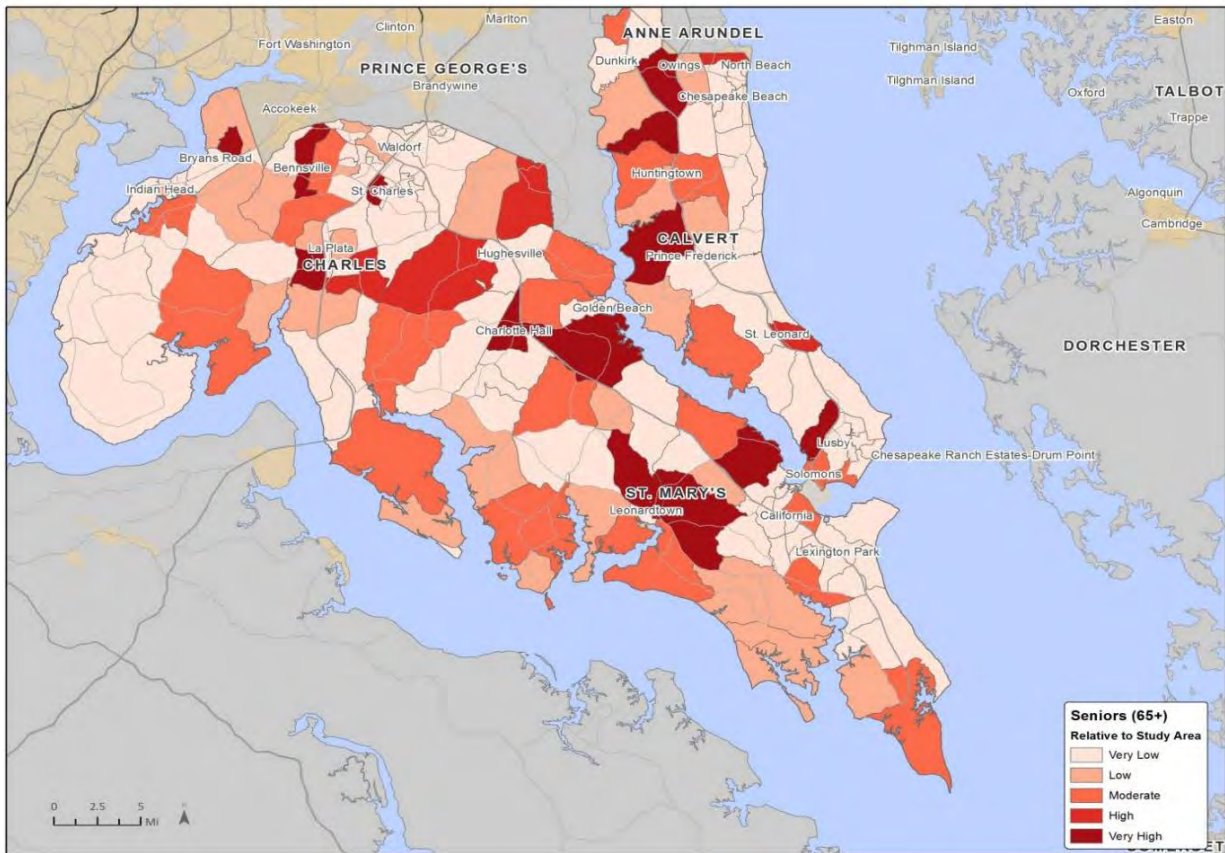 Clinton
Marlton
ANNE ARUNDEL
Easton
Fort Washington
Tilghman Island
PRINCE GEORGE'S
Dunkirk
Owings
North Beach
Brandywine
Tilghman Island
Oxford
TALBOT
Chesapeake Beach
Accokeek
Trappe
Waldorf
Bryans Road
Bennsville
Huntingtown
Indian Head
St. Charles
Algonquin
Cambridge
La Plata
Hughesville
CALVERT
CHARLES
Prince Frederick
Golden Beach
Charlotte Hall
St. Leonard
DORCHESTER
Lusby
Chesapeake Ranch Estates-Drum Point
Solomons
ST. MARY'S
Leonardtown
California
Lexington Park
Seniors (65+)
Relative to Study Area
Very Low
Low
Moderate
High
Very High
0 2.5 5
Mi
SOMERSET